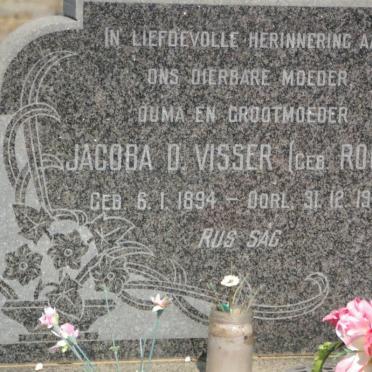 IN LIEFDEVOLLE HERINNERING A
ONS DIERBARE MOEDER
OUMA EN GROOTMOEDER
JACOBA D. VISSER (GEB. RO
GEB. 6. 1. 1894 – OORL. 31. 12. 19
RUS SAG